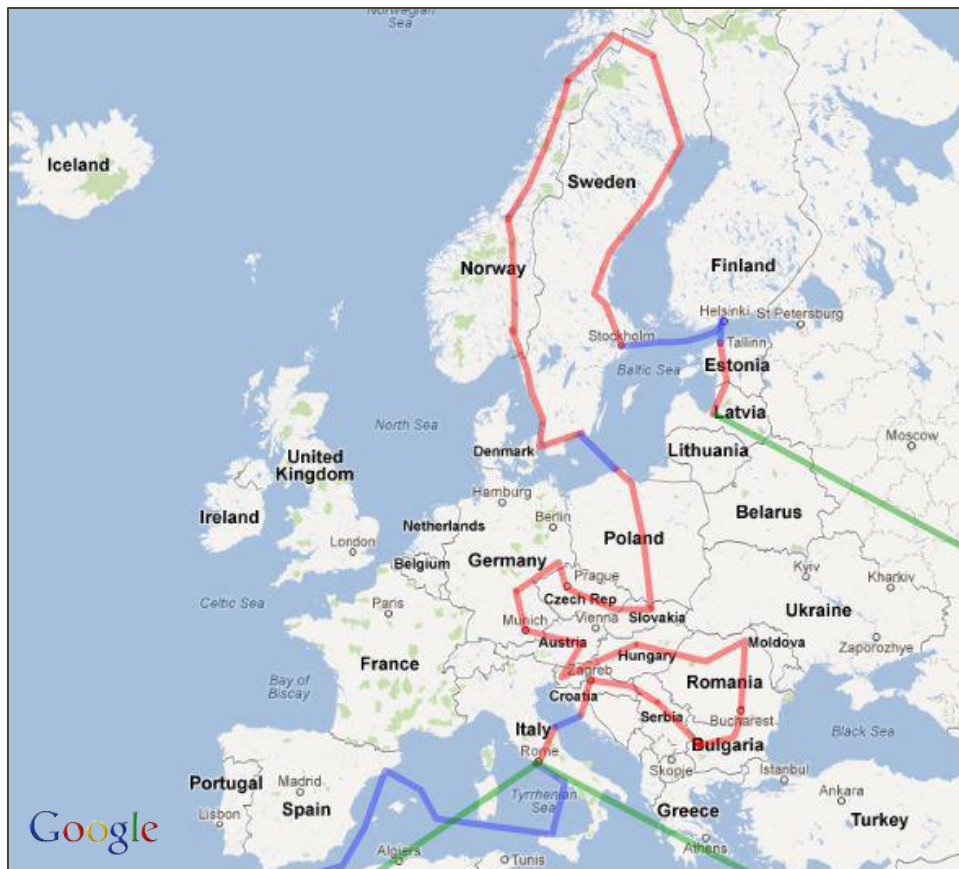 Norwegian Sea
Iceland
Sweden
Norway
Finland
Helsinki
St Petersburg
Stockholm
Tallinn
Baltic Sea
Estonia
Latvia
North Sea
Moscow
Denmark
Lithuania
United
Kingdom
Hamburg
Belarus
Ireland
Netherlands
Berlin
Poland
London
Germany
Belgium
Prague
Kyiv
Kharkiv
Celtic Sea
Czech Rep
Paris
Slovakia
Ukraine
Munich
Vienna
Austria
Moldova
Zaporozhye
France
Hungary
Zagreb
Bay of
Biscay
Romania
Croatia
Serbia
Bucharest
Italy
Black Sea
Bulgaria
Rome
Skopje
Istanbul
Portugal
Madrid
Tyrrhenian
Sea
Ankara
Lisbon
Spain
Greece
Turkey
Google
Athens
Algiers
Tunis